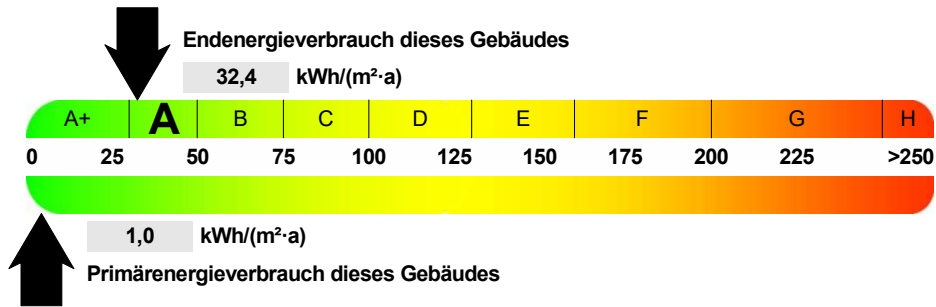 Endenergieverbrauch dieses Gebäudes
32,4 kWh/(m²·a)
A+ A B C D E F G H
0 25 50 75 100 125 150 175 200 225 >250
1,0 kWh/(m²·a)
Primärenergieverbrauch dieses Gebäudes